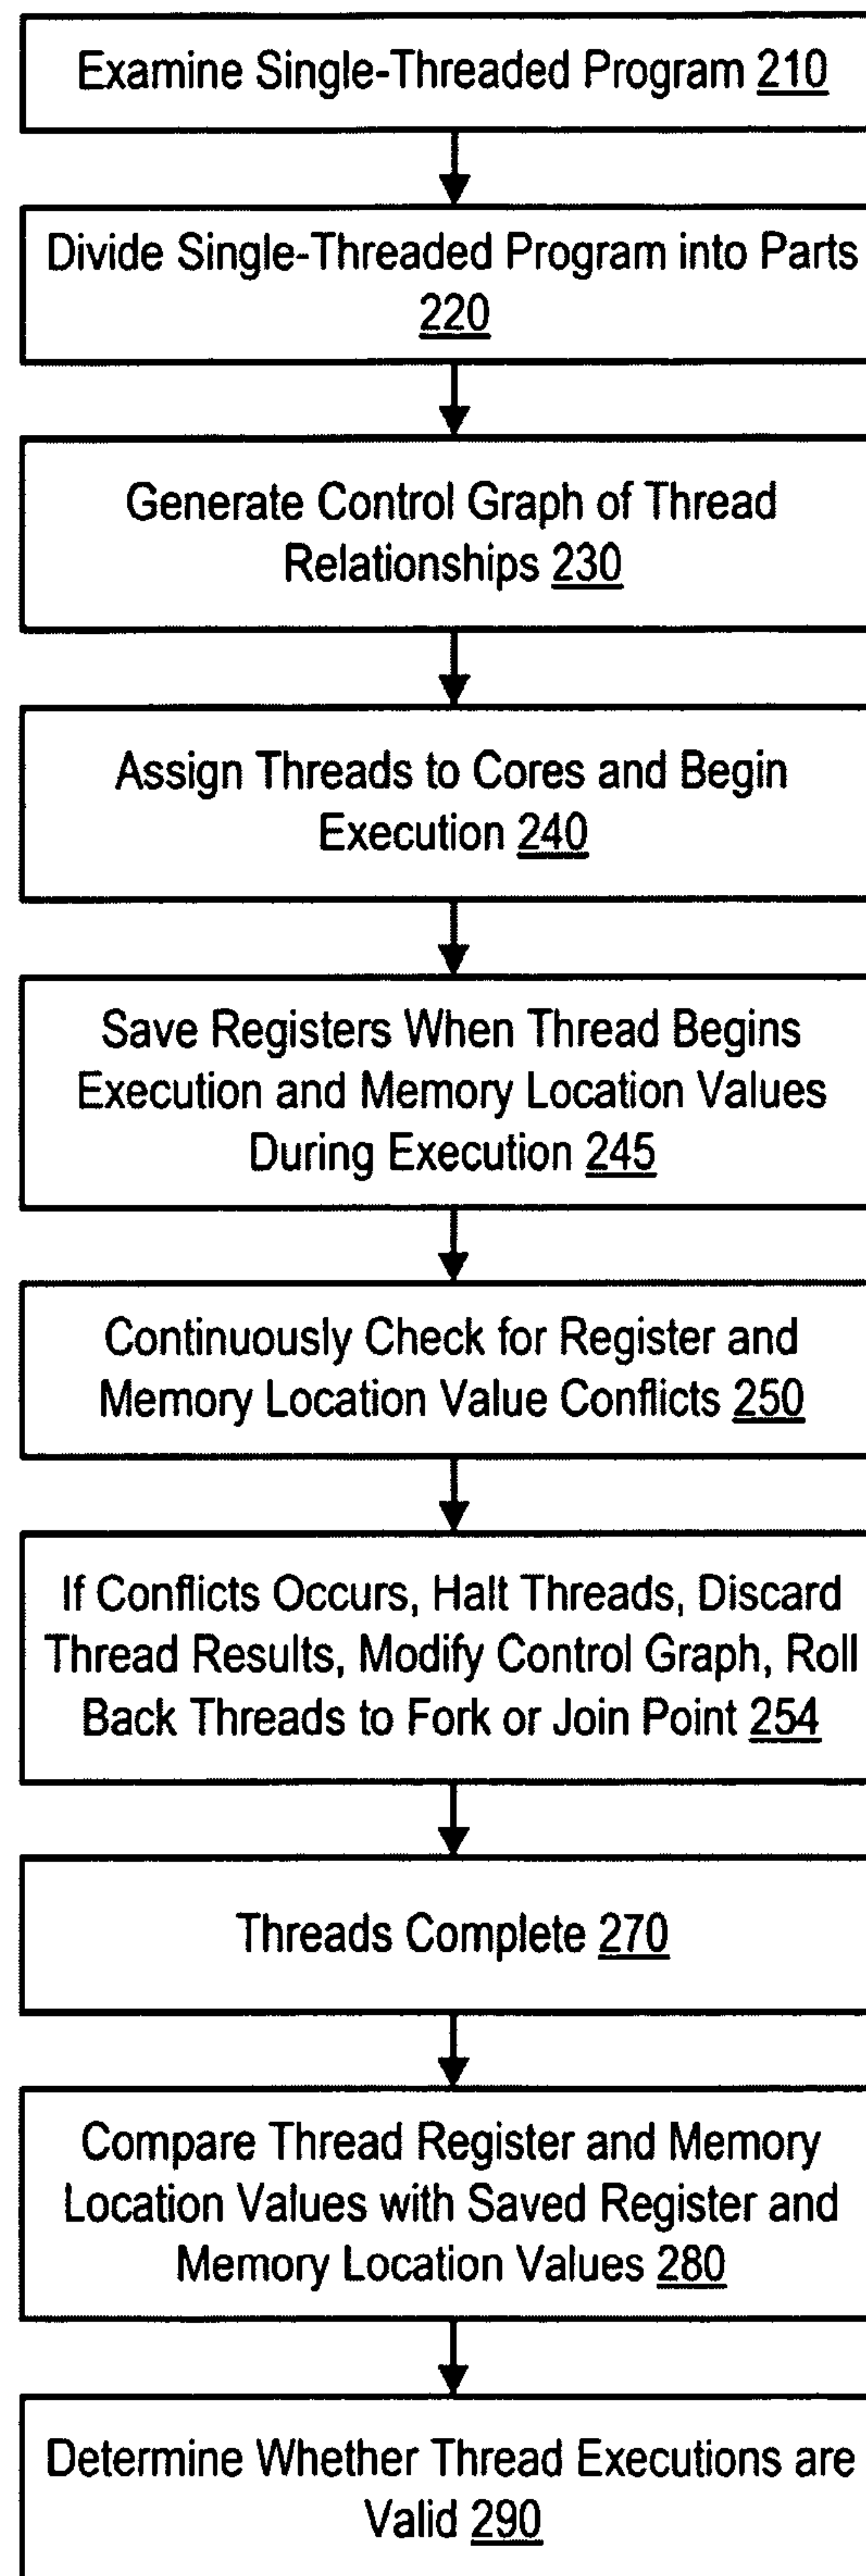 Examine Single-Threaded Program 210
Divide Single-Threaded Program into Parts
220
Generate Control Graph of Thread
Relationships 230
Assign Threads to Cores and Begin
Execution 240
Save Registers When Thread Begins
Execution and Memory Location Values
During Execution 245
Continuously Check for Register and
Memory Location Value Conflicts 250
If Conflicts Occurs, Halt Threads, Discard
Thread Results, Modify Control Graph, Roll
Back Threads to Fork or Join Point 254
Threads Complete 270
Compare Thread Register and Memory
Location Values with Saved Register and
Memory Location Values 280
Determine Whether Thread Executions are
Valid 290